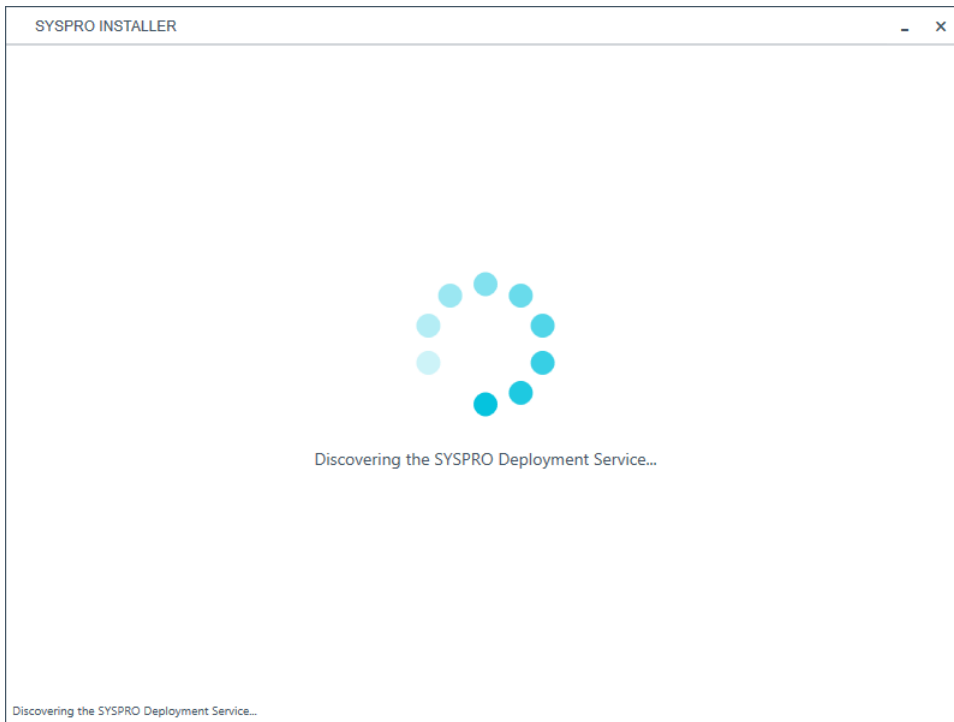 SYSPRO INSTALLER
Discovering the SYSPRO Deployment Service...
Discovering the SYSPRO Deployment Service...